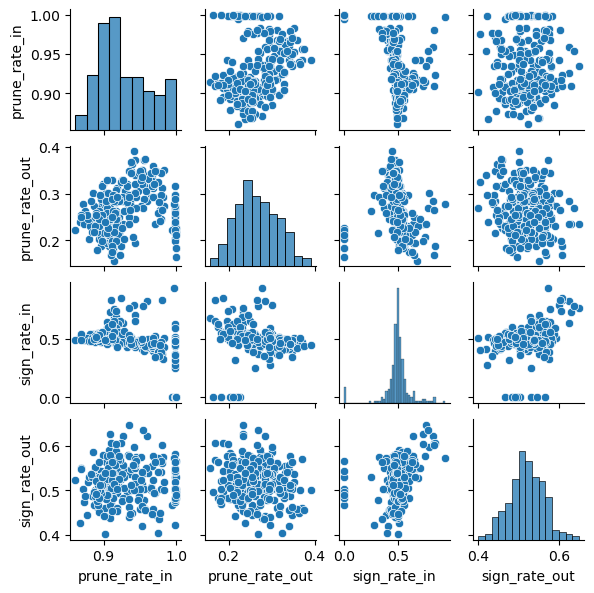 prune_rate_in
1.00
0.95
0.90
prune_rate_out
0.4
0.3
0.2
sign_rate_in
0.5
0.0
sign_rate_out
0.6
0.5
0.4
0.9 1.0 0.2 0.4 0.0 0.5 0.4 0.6
prune_rate_in prune_rate_out sign_rate_in sign_rate_out